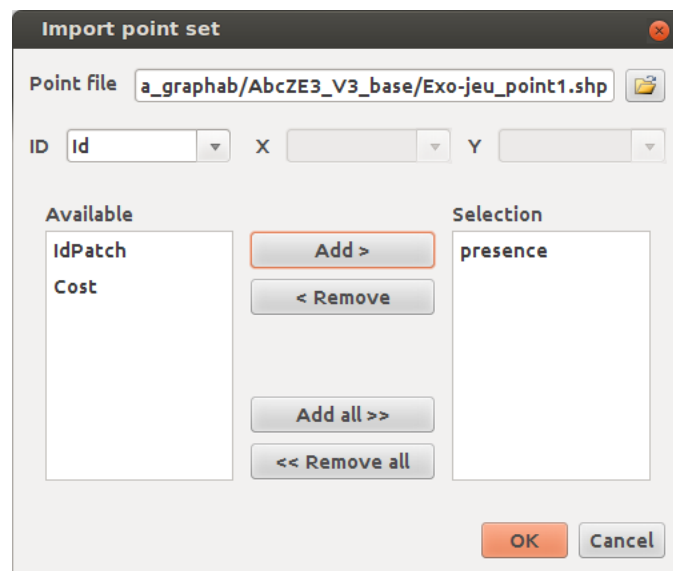 Import point set
Point file a_graphab/AbcZE3_V3_base/Exo-jeu_point1.shp
ID Id X Y
Available Selection
IdPatch Add > presence
Cost < Remove
Add all >>
<< Remove all
OK Cancel